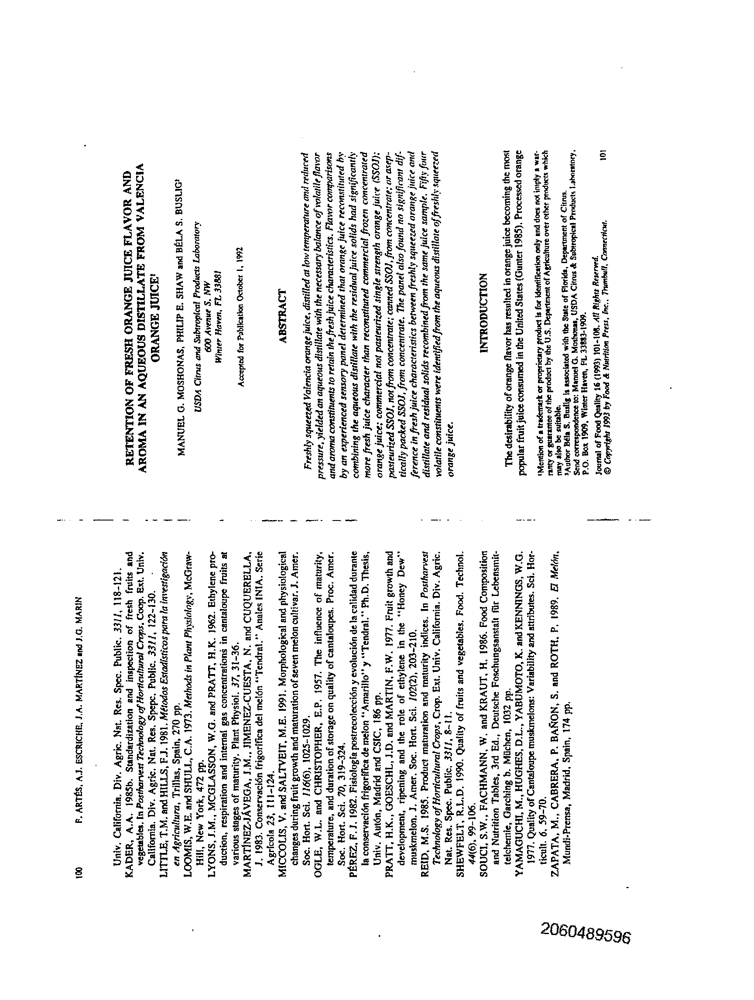 100
P. ARTÉS, A.J. ESCRICHE, J.A. MARTÍNEZ and J.G. MARIN
Univ. California. Div. Agric. Nat. Res. Spec. Public. 3311, 118-121.
KADER, A.A. 1985b. Standardization and inspection of fresh fruits and
vegetables. In Postharvest Technology of Horticultural Crops, Coop. Ext. Univ.
California. Div. Agric. Nat. Res. Spepc. Public. 3311, 122-130.
LITTLE, T.M. and HILLS, F.J. 1981. Métodos Estadísticos para la investigación
en Agricultura, Trillas, Spain, 270 pp.
LOOMIS, W.E. and SHULL, C.A. 1973. Methods in Plant Physiology, McGraw-
Hill, New York, 472 pp.
LYONS, J.M., MCGLASSON, W.G. and PRATT, H.K. 1962. Ethylene pro-
duction, respiration and internal gas concentrations in cantaloupe fruits at
various stages of maturity. Plant Physiol. 37, 31-36.
MARTÍNEZ-JÁVEGA, J.M., JIMENEZ-CUESTA, N. and CUQUERELLA,
J. 1983. Conservación frigorífica del melón "Tendral." Anales INIA. Serie
Agrícola 23, 111-124.
MICCOLIS, V. and SALTVEIT, M.E. 1991. Morphological and physiological
changes during fruit growth and maturation of seven melon cultivar. J. Amer.
Soc. Hort. Sci. 116(6), 1025-1029.
OGLE, W.L. and CHRISTOPHER, E.P. 1957. The influence of maturity,
temperature, and duration of storage on quality of cantaloupes. Proc. Amer.
Soc. Hort. Sci. 70, 319-324.
PÉREZ, F.J. 1982. Fisiología postrecolección y evolución de la calidad durante
la conservación frigorífica de melon "Amarillo" y "Tendral." Ph.D. Thesis,
Univ. Autón. Madrid and CSIC, 186 pp.
PRATT, H.K., GOESCHL, J.D. and MARTIN, F.W. 1977. Fruit growth and
development, ripening and the role of ethylene in the "Honey Dew"
muskmelon. J. Amer. Soc. Hort. Sci. 102(2), 203-210.
REID, M.S. 1985. Product maturation and maturity indices. In Postharvest
Technology of Horticultural Crops, Crop. Ext. Univ. California. Div. Agric.
Nat. Res. Spec. Public. 3311, 8-11.
SHEWFELT, R.L.D. 1990. Quality of fruits and vegetables. Food. Technol.
44(6), 99-106.
SOUCI, S.W., FACHMANN, W. and KRAUT, H. 1986. Food Composition
and Nutrition Tables, 3rd Ed., Deutsche Foschungsanstalt für Lebensmit-
telchemie, Garching b. Müchen, 1032 pp.
YAMAGUCHI, M., HUGHES, D.L., YABUMOTO, K. and KENNINGS, W.G.
1977. Quality of Cantaloupe muskmelons: Variability and attributes. Sci. Hor-
ticult. 6, 59-70.
ZAPATA, M., CABRERA, P. BAÑON, S. and ROTH, P. 1989. El Melón,
Mundi-Prensa, Madrid, Spain, 174 pp.
RETENTION OF FRESH ORANGE JUICE FLAVOR AND
AROMA IN AN AQUEOUS DISTILLATE FROM VALENCIA
ORANGE JUICE¹
MANUEL G. MOSHONAS, PHILIP E. SHAW and BÉLA S. BUSLIG²
USDA Citrus and Subtropical Products Laboratory
600 Avenue S, NW
Winter Haven, FL 33881
Accepted for Publication October 1, 1992
ABSTRACT
Freshly squeezed Valencia orange juice, distilled at low temperature and reduced
pressure, yielded an aqueous distillate with the necessary balance of volatile flavor
and aroma constituents to retain the fresh juice characteristics. Flavor comparisons
by an experienced sensory panel determined that orange juice reconstituted by
combining the aqueous distillate with the residual juice solids had significantly
more fresh juice character than reconstituted commercial frozen concentrated
orange juice; commercial not pasteurized single strength orange juice (SSOJ);
pasteurized SSOJ, not from concentrate; canned SSOJ, from concentrate; or asep-
tically packed SSOJ, from concentrate. The panel also found no significant dif-
ference in fresh juice characteristics between freshly squeezed orange juice and
distillate and residual solids recombined from the same juice sample. Fifty four
volatile constituents were identified from the aqueous distillate of freshly squeezed
orange juice.
INTRODUCTION
The desirability of orange flavor has resulted in orange juice becoming the most
popular fruit juice consumed in the United States (Gunter 1985). Processed orange
¹Mention of a trademark or proprietary product is for identification only and does not imply a war-
ranty or guarantee of the product by the U.S. Department of Agriculture over other products which
may also be suitable.
²Author Béla S. Buslig is associated with the State of Florida, Department of Citrus.
Send correspondence to: Manuel G. Moshonas, USDA Citrus & Subtropical Products Laboratory,
P.O. Box 1909, Winter Haven, FL 33883-1909.
Journal of Food Quality 16 (1993) 101-108. All Rights Reserved.
© Copyright 1993 by Food & Nutrition Press, Inc., Trumbull, Connecticut.
101
2060489596